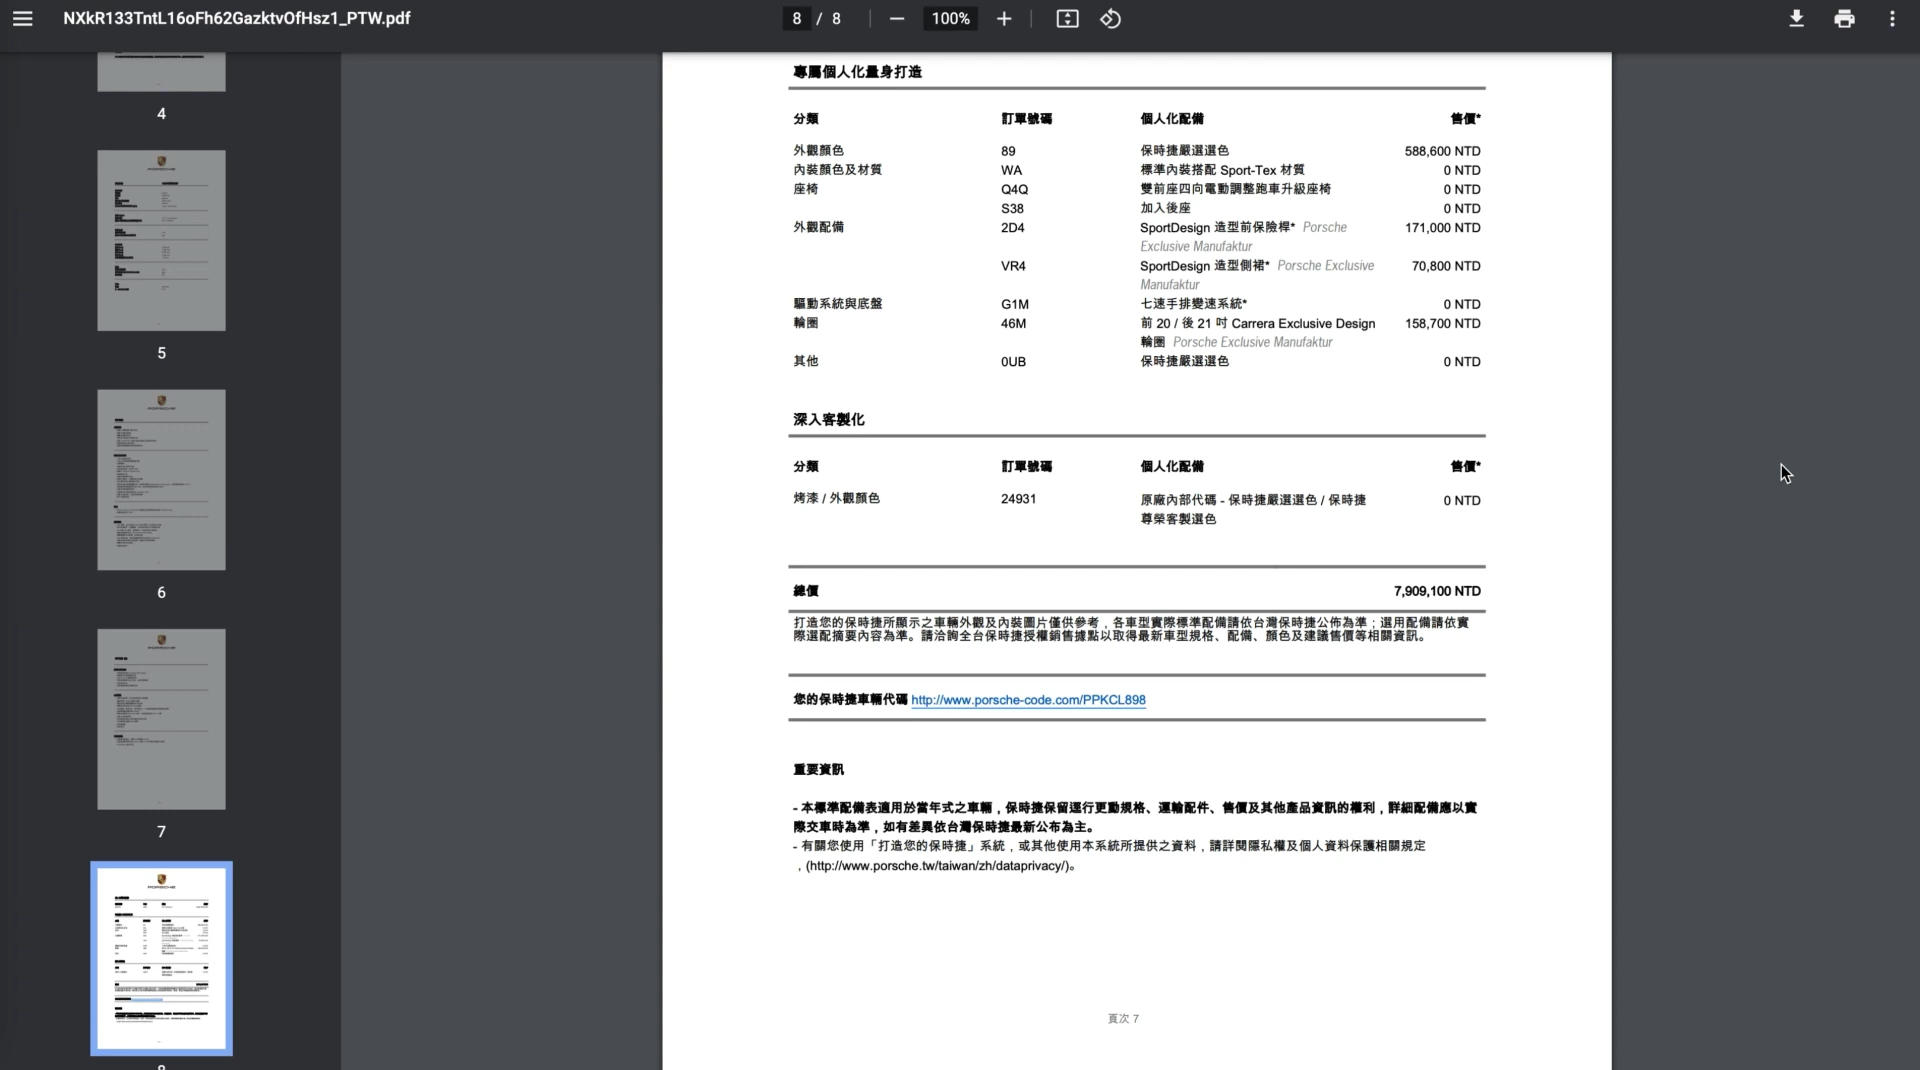 NXkR133TntL16oFh62GazktvOfHsz1_PTW.pdf
8 / 8
100%
4
5
6
7
8
專屬個人化量身打造
分類 訂單號碼 個人化配備 售價*
外觀顏色 89 保時捷嚴選選色 588,600 NTD
內裝顏色及材質 WA 標準內裝搭配 Sport-Tex 材質 0 NTD
座椅 Q4Q 雙前座四向電動調整跑車升級座椅 0 NTD
S38 加入後座 0 NTD
外觀配備 2D4 SportDesign 造型前保險桿* Porsche 171,000 NTD
Exclusive Manufaktur
VR4 SportDesign 造型側裙* Porsche Exclusive 70,800 NTD
Manufaktur
驅動系統與底盤 G1M 七速手排變速系統* 0 NTD
輪圈 46M 前 20 / 後 21 吋 Carrera Exclusive Design 158,700 NTD
輪圈 Porsche Exclusive Manufaktur
其他 0UB 保時捷嚴選選色 0 NTD
深入客製化
分類 訂單號碼 個人化配備 售價*
烤漆 / 外觀顏色 24931 原廠內部代碼 - 保時捷嚴選選色 / 保時捷 0 NTD
尊榮客製選色
總價 7,909,100 NTD
打造您的保時捷所顯示之車輛外觀及內裝圖片僅供參考，各車型實際標準配備請依台灣保時捷公佈為準；選用配備請依實
際選配摘要內容為準。請洽詢全台保時捷授權銷售據點以取得最新車型規格、配備、顏色及建議售價等相關資訊。
您的保時捷車輛代碼 http://www.porsche-code.com/PPKCL898
重要資訊
- 本標準配備表適用於當年式之車輛，保時捷保留逕行更動規格、運輸配件、售價及其他產品資訊的權利，詳細配備應以實
際交車時為準，如有差異依台灣保時捷最新公布為主。
- 有關您使用「打造您的保時捷」系統，或其他使用本系統所提供之資料，請詳閱隱私權及個人資料保護相關規定
，(http://www.porsche.tw/taiwan/zh/dataprivacy/)。
頁次 7